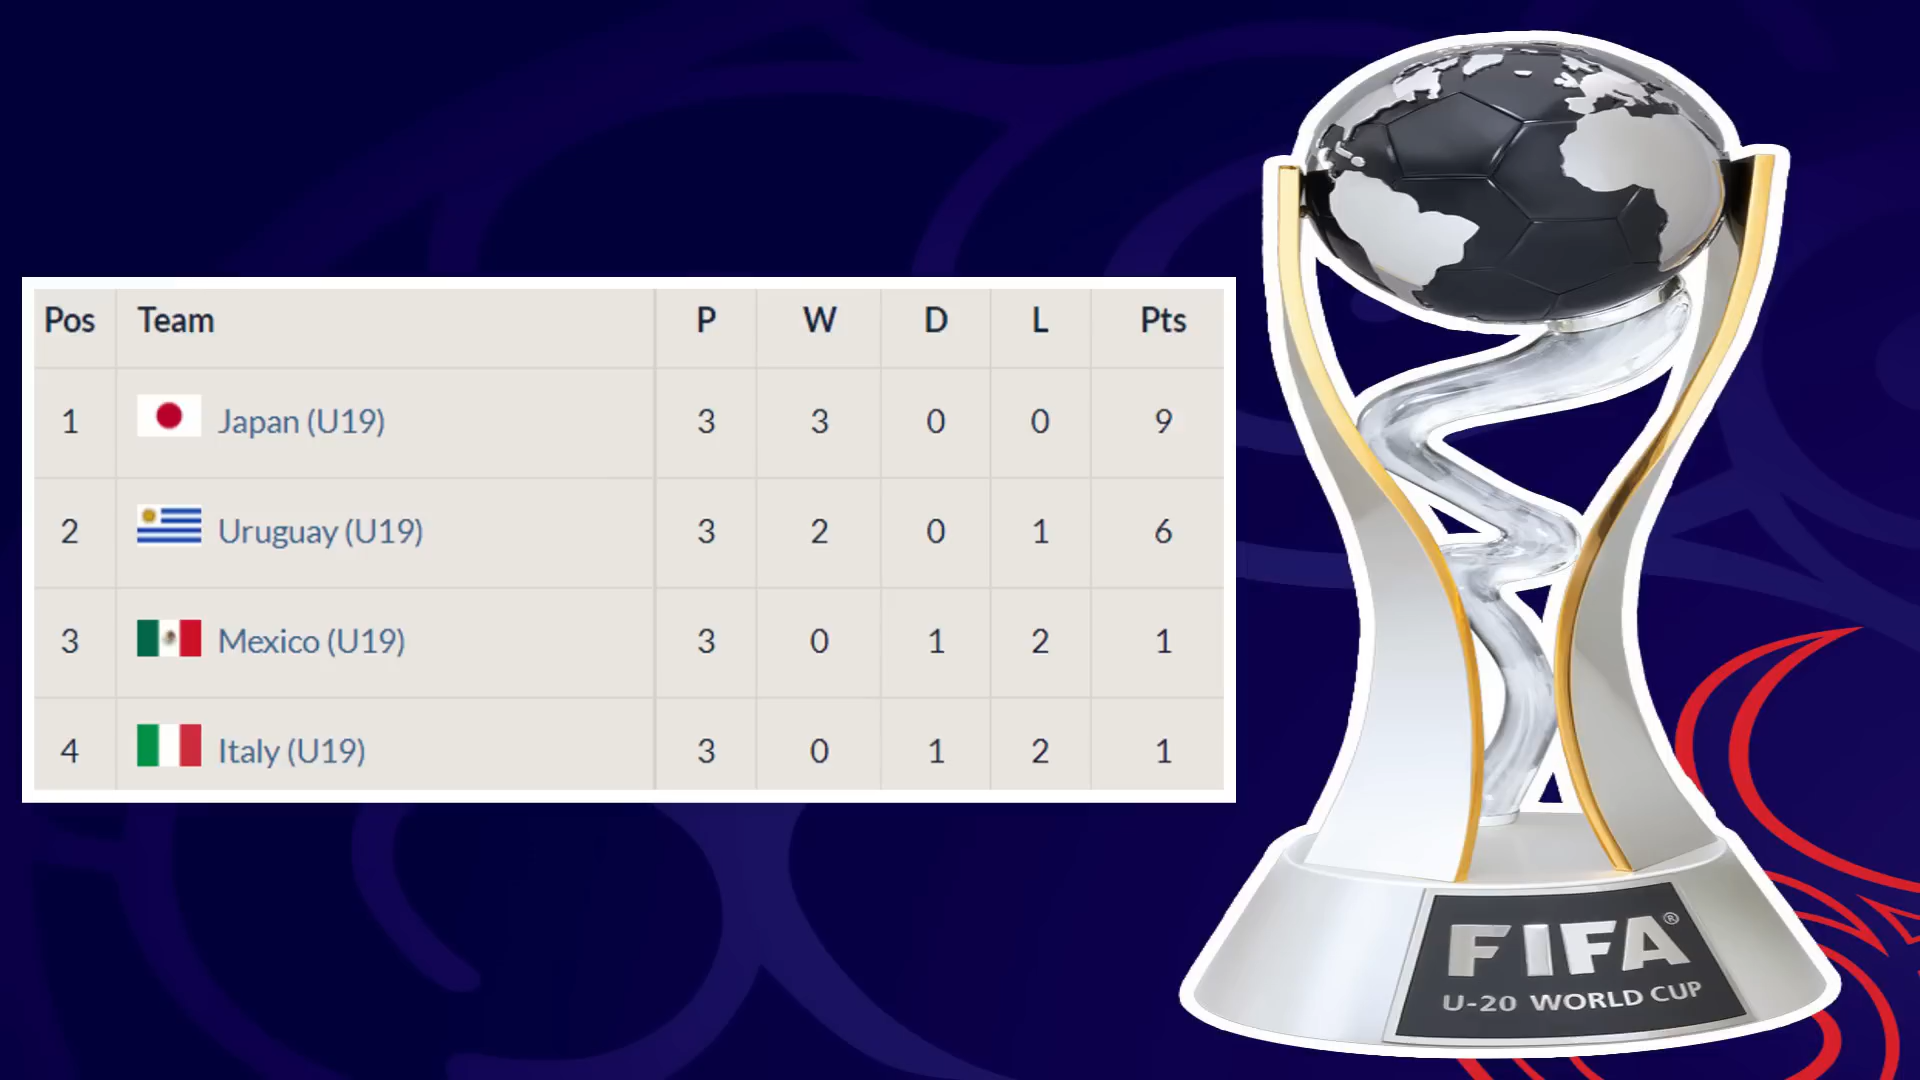 Pos Team P W D L Pts
1 Japan (U19) 3 3 0 0 9
2 Uruguay (U19) 3 2 0 1 6
3 Mexico (U19) 3 0 1 2 1
4 Italy (U19) 3 0 1 2 1
FIFA®
U-20 WORLD CUP